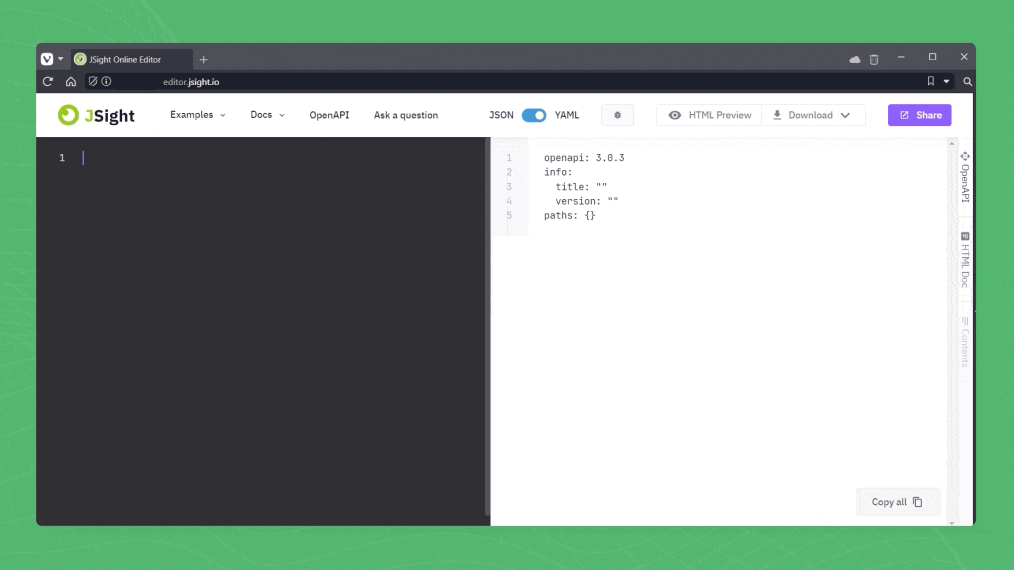 JSight Online Editor
editor.jsight.io
JSight
Examples
Docs
OpenAPI
Ask a question
JSON
YAML
HTML Preview
Download
Share
1
1 openapi: 3.0.3
2 info:
3 title: ""
4 version: ""
5 paths: {}
OpenAPI
HTML Doc
Contents
Copy all